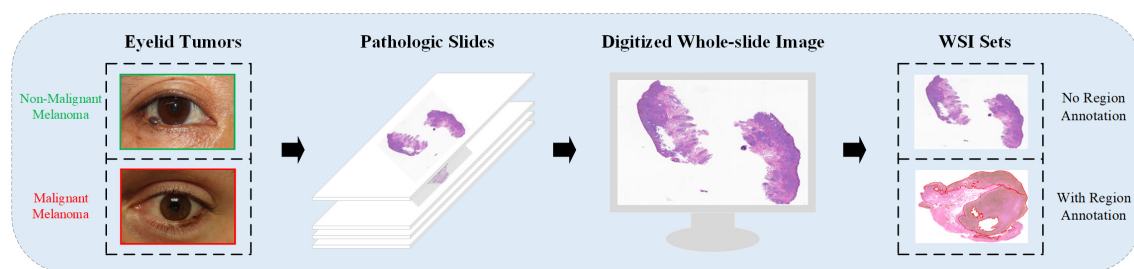 Eyelid Tumors
Pathologic Slides
Digitized Whole-slide Image
WSI Sets
Non-Malignant
Melanoma
Malignant
Melanoma
No Region
Annotation
With Region
Annotation